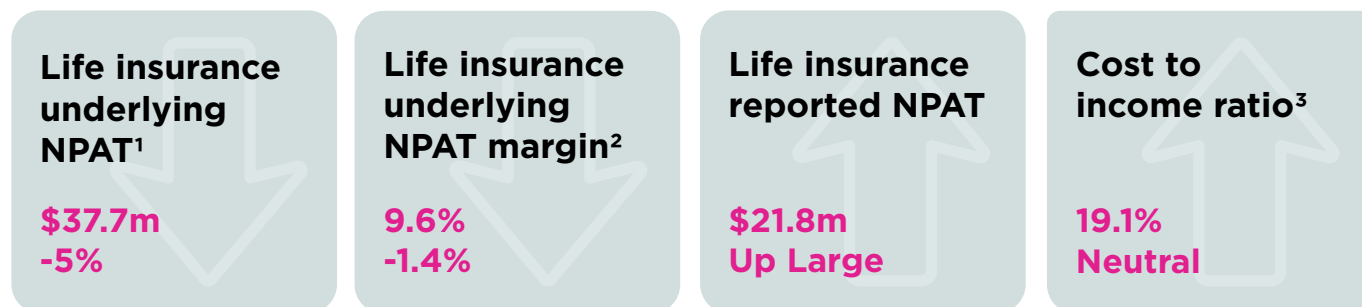 Life insurance
underlying
NPAT¹
$37.7m
-5%
Life insurance
underlying
NPAT margin²
9.6%
-1.4%
Life insurance
reported NPAT
$21.8m
Up Large
Cost to
income ratio³
19.1%
Neutral